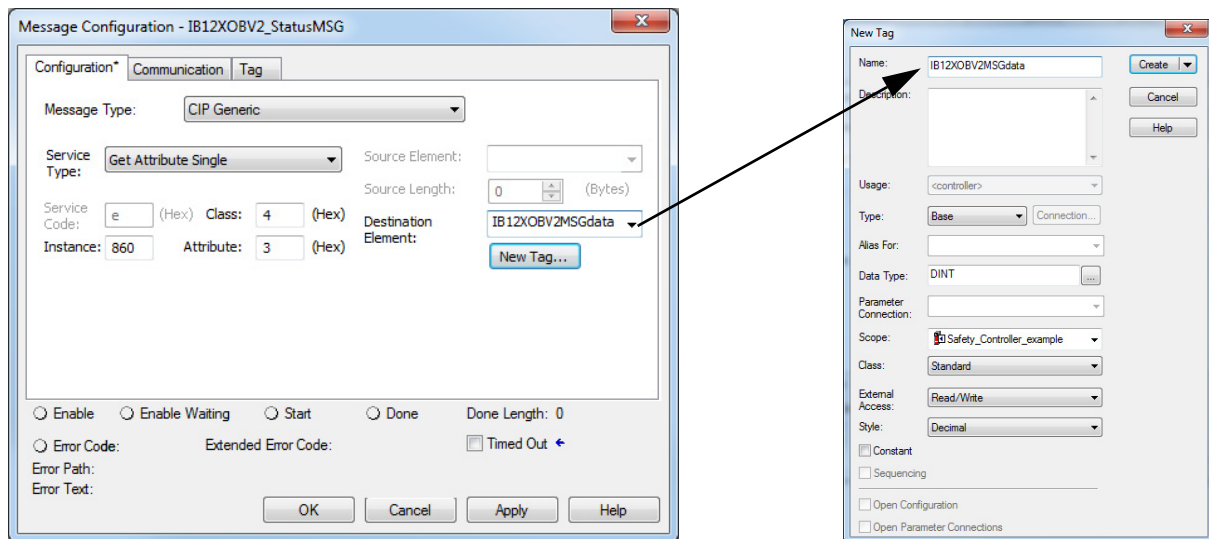 Message Configuration - IB12XOBV2_StatusMSG
Configuration* Communication Tag
Message Type: CIP Generic
Service Type: Get Attribute Single
Source Element:
Source Length: 0 (Bytes)
Service Code: e (Hex) Class: 4 (Hex)
Destination Element: IB12XOBV2MSGdata
Instance: 860 Attribute: 3 (Hex)
New Tag...
Enable Enable Waiting Start Done Done Length: 0
Error Code: Extended Error Code: Timed Out
Error Path:
Error Text:
OK Cancel Apply Help
New Tag
Name: IB12XOBV2MSGdata Create
Description: Cancel
Help
Usage: <controller>
Type: Base Connection...
Alias For:
Data Type: DINT ...
Parameter Connection:
Scope: Safety_Controller_example
Class: Standard
External Access: Read/Write
Style: Decimal
Constant
Sequencing
Open Configuration
Open Parameter Connections